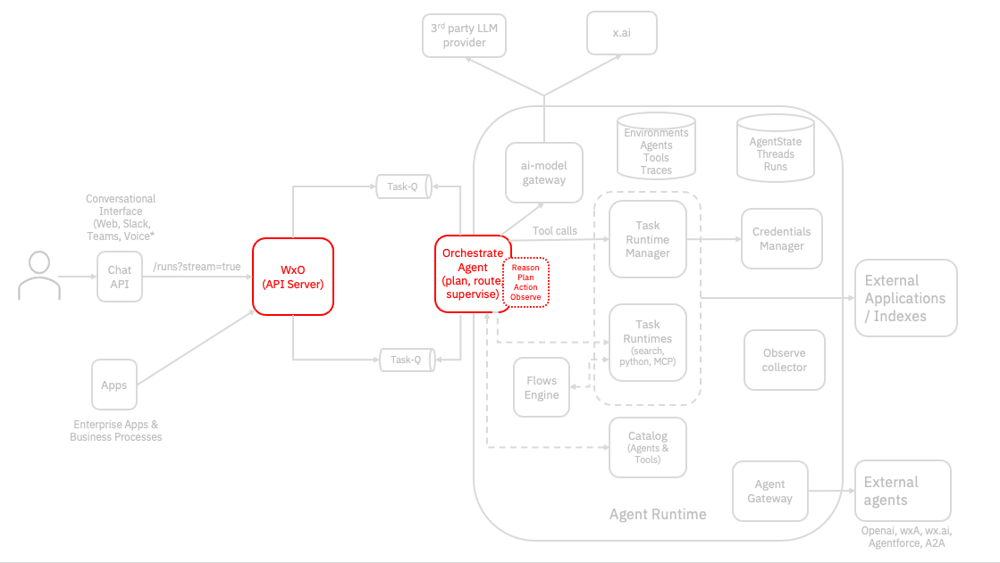 3rd party LLM
provider
x.ai
Environments
Agents
Tools
Traces
AgentState
Threads
Runs
ai-model
gateway
Task-Q
Conversational
Interface
(Web, Slack,
Teams, Voice*
Tool calls
Task
Runtime
Manager
Credentials
Manager
Chat
API
/runs?stream=true
WxO
(API Server)
Orchestrate
Agent
(plan, route,
supervise)
Reason
Plan
Action
Observe
External
Applications
/ Indexes
Task
Runtimes
(search,
python, MCP)
Observe
collector
Task-Q
Apps
Flows
Engine
Enterprise Apps &
Business Processes
Catalog
(Agents &
Tools)
Agent
Gateway
External
agents
Agent Runtime
Openai, wxA, wx.ai,
Agentforce, A2A